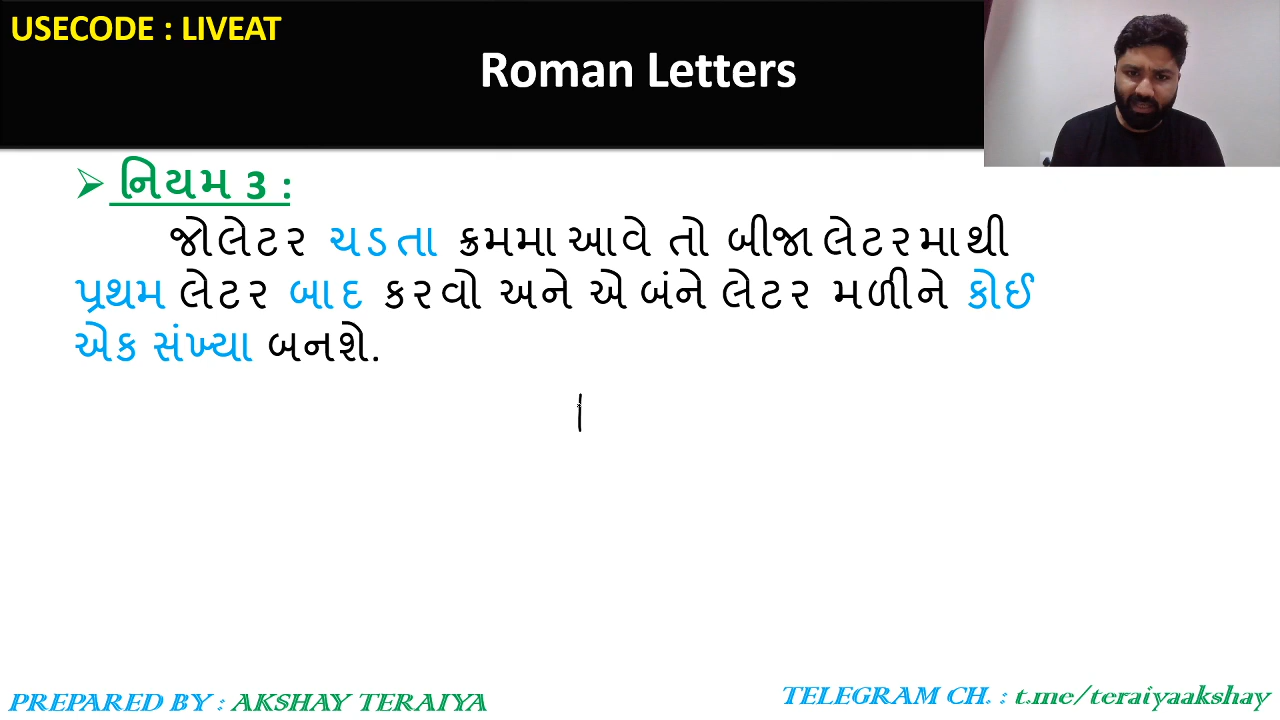 USECODE : LIVEAT
Roman Letters
➢ નિયમ 3 :
જો લેટર ચડતા ક્રમમા આવે તો બીજા લેટરમાથી
પ્રથમ લેટર બાદ કરવો અને એ બંને લેટર મળીને કોઈ
એક સંખ્યા બનશે.
I
PREPARED BY : AKSHAY TERAIYA
TELEGRAM CH. : t.me/teraiyaakshay